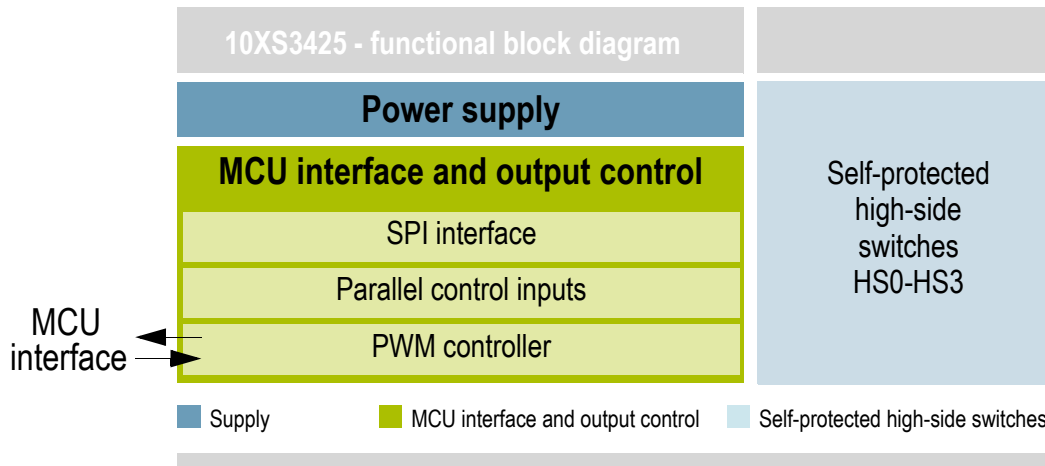 10XS3425 - functional block diagram
Power supply
MCU interface and output control
SPI interface
Parallel control inputs
PWM controller
MCU
interface
Self-protected
high-side
switches
HS0-HS3
Supply
MCU interface and output control
Self-protected high-side switches